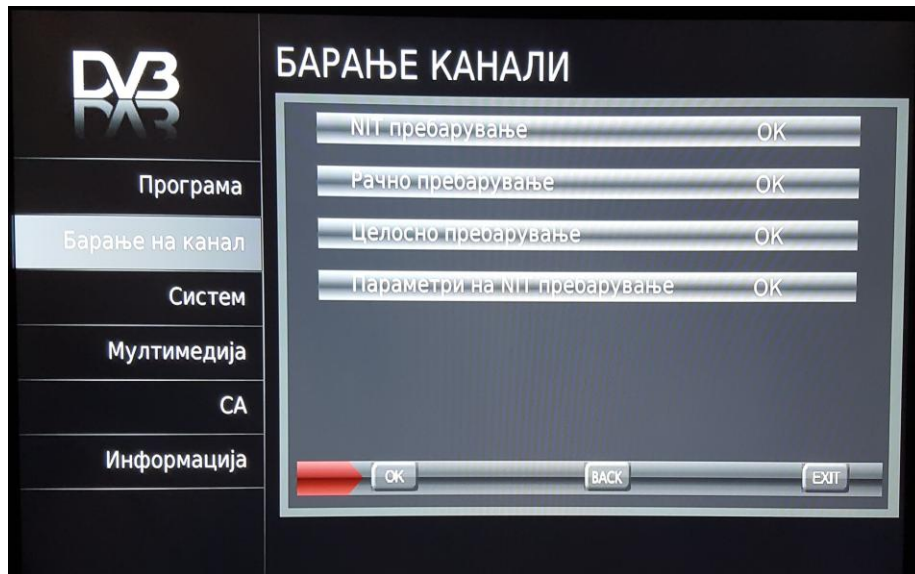 DVB
БАРАЊЕ КАНАЛИ
NIT пребарување OK
Рачно пребарување OK
Целосно пребарување OK
Параметри на NIT пребарување OK
Програма
Барање на канал
Систем
Мултимедија
CA
Информација
OK BACK EXIT